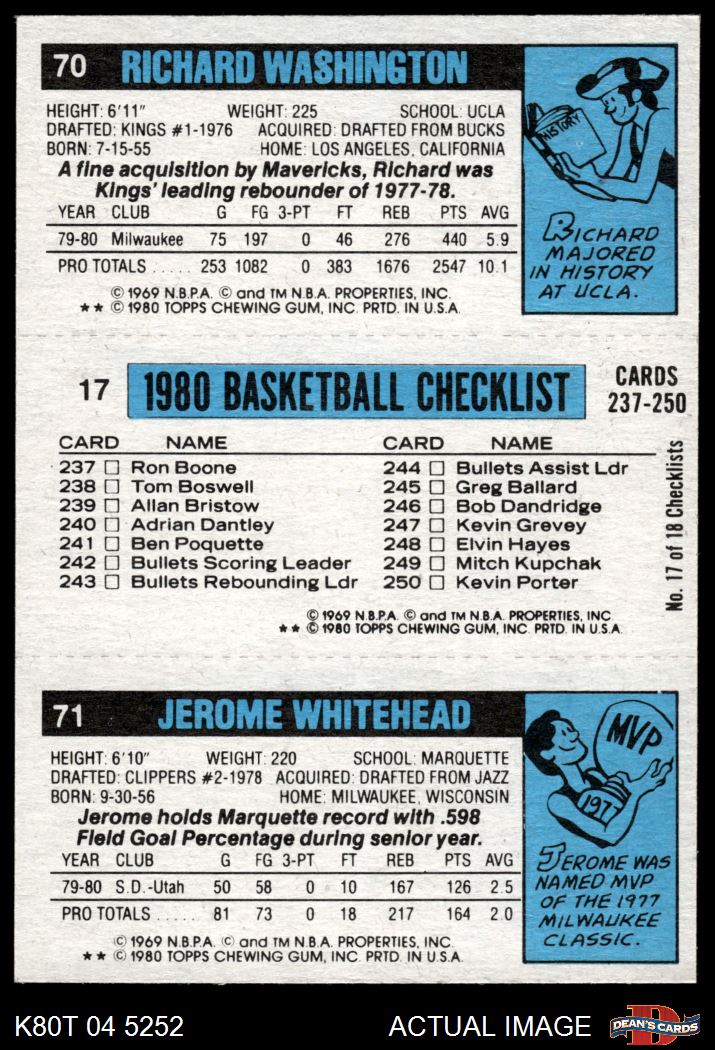 70 RICHARD WASHINGTON
HEIGHT: 6'11" WEIGHT: 225 SCHOOL: UCLA
DRAFTED: KINGS #1-1976 ACQUIRED: DRAFTED FROM BUCKS
BORN: 7-15-55 HOME: LOS ANGELES, CALIFORNIA
A fine acquisition by Mavericks, Richard was
Kings' leading rebounder of 1977-78.
YEAR CLUB G FG 3-PT FT REB PTS AVG
79-80 Milwaukee 75 197 0 46 276 440 5.9
PRO TOTALS ..... 253 1082 0 383 1676 2547 10.1
© 1969 N.B.P.A. © and TM N.B.A. PROPERTIES, INC.
★★ © 1980 TOPPS CHEWING GUM, INC. PRTD. IN U.S.A.
HISTORY
RICHARD
MAJORED
IN HISTORY
AT UCLA.
17 1980 BASKETBALL CHECKLIST
CARDS
237-250
CARD NAME
237 □ Ron Boone
238 □ Tom Boswell
239 □ Allan Bristow
240 □ Adrian Dantley
241 □ Ben Poquette
242 □ Bullets Scoring Leader
243 □ Bullets Rebounding Ldr
CARD NAME
244 □ Bullets Assist Ldr
245 □ Greg Ballard
246 □ Bob Dandridge
247 □ Kevin Grevey
248 □ Elvin Hayes
249 □ Mitch Kupchak
250 □ Kevin Porter
No. 17 of 18 Checklists
© 1969 N.B.P.A. © and TM N.B.A. PROPERTIES, INC.
★★ © 1980 TOPPS CHEWING GUM, INC. PRTD. IN U.S.A.
71 JEROME WHITEHEAD
HEIGHT: 6'10" WEIGHT: 220 SCHOOL: MARQUETTE
DRAFTED: CLIPPERS #2-1978 ACQUIRED: DRAFTED FROM JAZZ
BORN: 9-30-56 HOME: MILWAUKEE, WISCONSIN
Jerome holds Marquette record with .598
Field Goal Percentage during senior year.
YEAR CLUB G FG 3-PT FT REB PTS AVG
79-80 S.D.-Utah 50 58 0 10 167 126 2.5
PRO TOTALS ..... 81 73 0 18 217 164 2.0
© 1969 N.B.P.A. © and TM N.B.A. PROPERTIES, INC.
★★ © 1980 TOPPS CHEWING GUM, INC. PRTD. IN U.S.A.
MVP
1977
JEROME WAS
NAMED MVP
OF THE 1977
MILWAUKEE
CLASSIC.
K80T 04 5252 ACTUAL IMAGE
D
DEAN'S CARDS